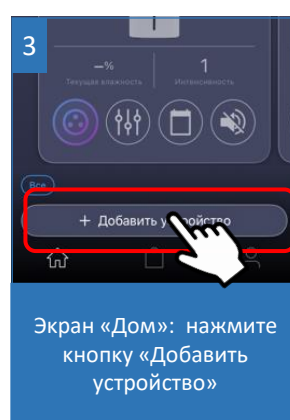 3
–%
1
Текущая влажность
Интенсивность
Все
+ Добавить устройство
Экран «Дом»: нажмите
кнопку «Добавить
устройство»